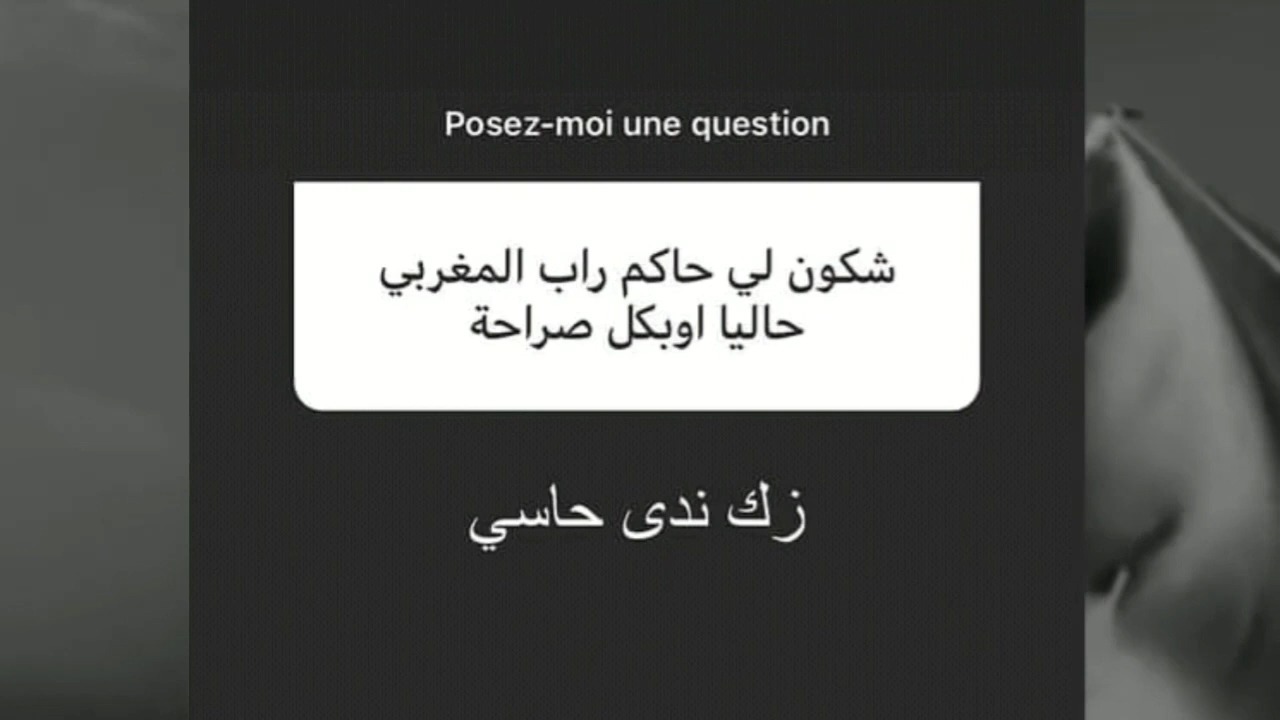 Posez-moi une question
شكون لي حاكم راب المغربي
حاليا اوبكل صراحة
زك ندى حاسي